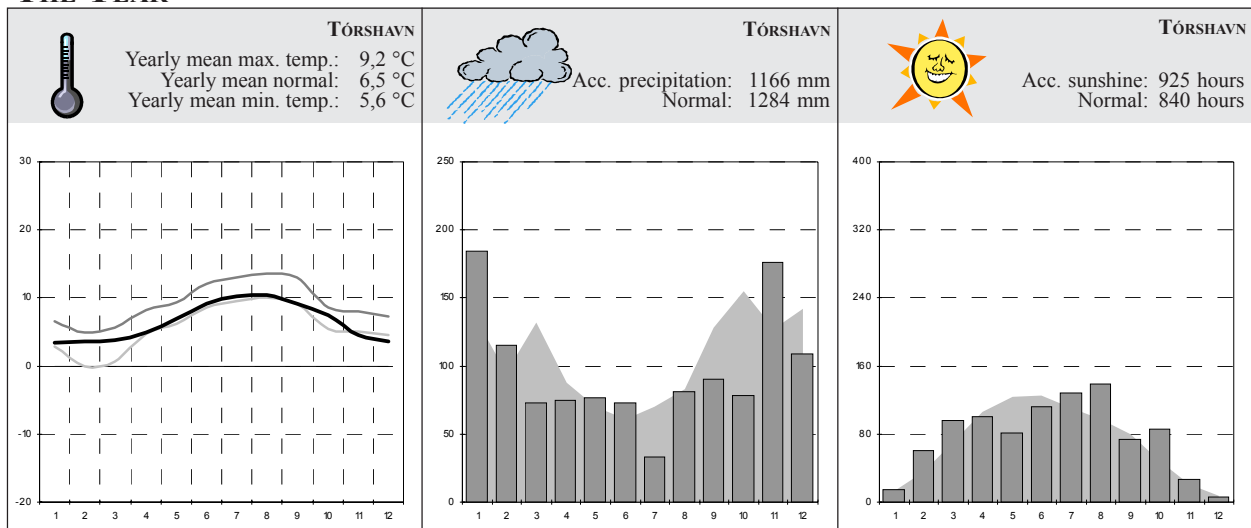 THE YEAR
TÓRSHAVN
Yearly mean max. temp.: 9,2 °C
Yearly mean normal: 6,5 °C
Yearly mean min. temp.: 5,6 °C
TÓRSHAVN
Acc. precipitation: 1166 mm
Normal: 1284 mm
TÓRSHAVN
Acc. sunshine: 925 hours
Normal: 840 hours
30
20
10
0
-10
-20
1 2 3 4 5 6 7 8 9 10 11 12
250
200
150
100
50
0
1 2 3 4 5 6 7 8 9 10 11 12
400
320
240
160
80
0
1 2 3 4 5 6 7 8 9 10 11 12